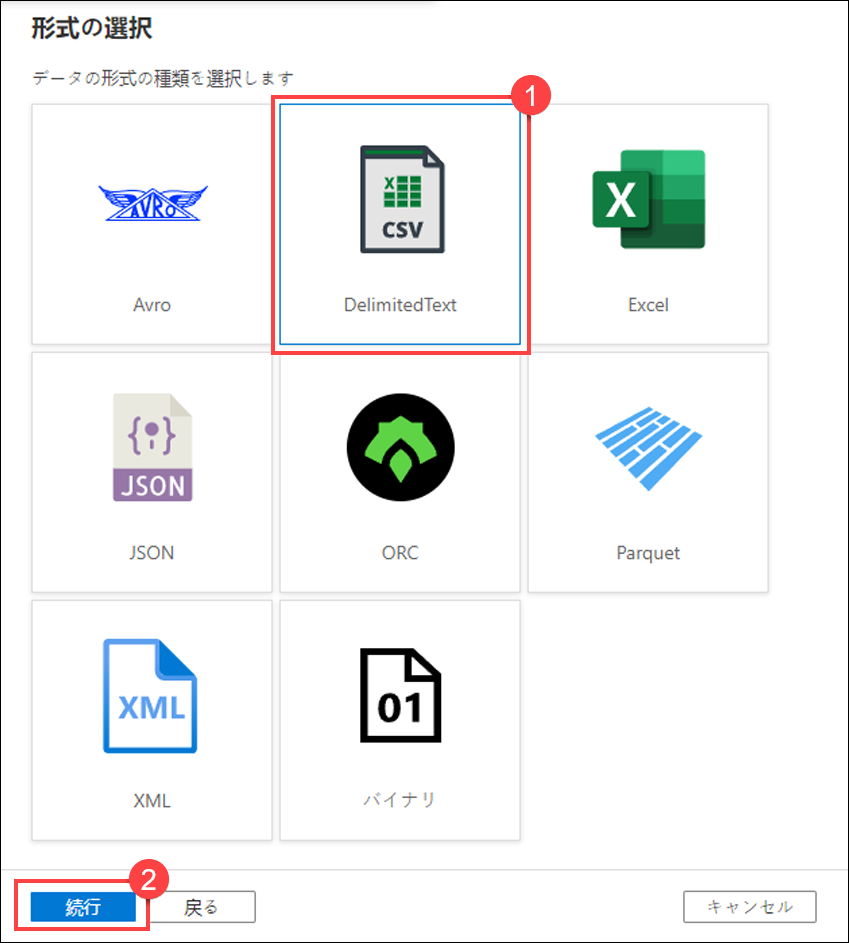 形式の選択
データの形式の種類を選択します
1
AVRO
X
CSV
X
Avro
DelimitedText
Excel
{ }
JSON
JSON
ORC
Parquet
XML
01
XML
バイナリ
2
続行
戻る
キャンセル